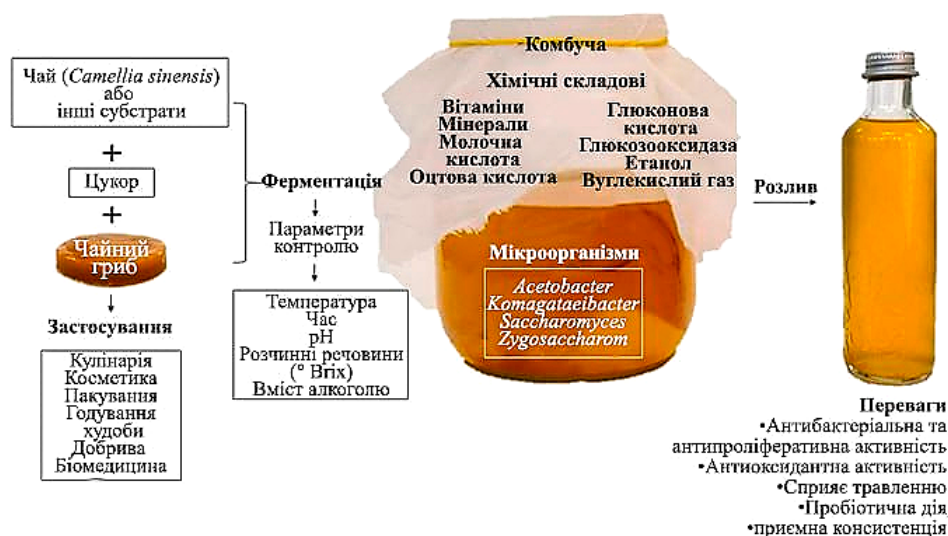 Чай (Camellia sinensis)
або
інші субстрати
+
Цукор
+
Чайний
гриб
Застосування
Кулінарія
Косметика
Пакування
Годування
худоби
Добрива
Біомедицина
Ферментація
Параметри
контролю
Температура
Час
pH
Розчинні речовини
(° Brix)
Вміст алкоголю
Комбуча
Хімічні складові
Вітаміни
Мінерали
Молочна
кислота
Оцтова кислота
Глюконова
кислота
Глюкозооксидаза
Етанол
Вуглекислий газ
Мікроорганізми
Acetobacter
Komagataeibacter
Saccharomyces
Zygosaccharom
Розлив
Переваги
•Антибактеріальна та
антипроліферативна активність
•Антиоксидантна активність
•Сприяє травленню
•Пробіотична дія
•приємна консистенція